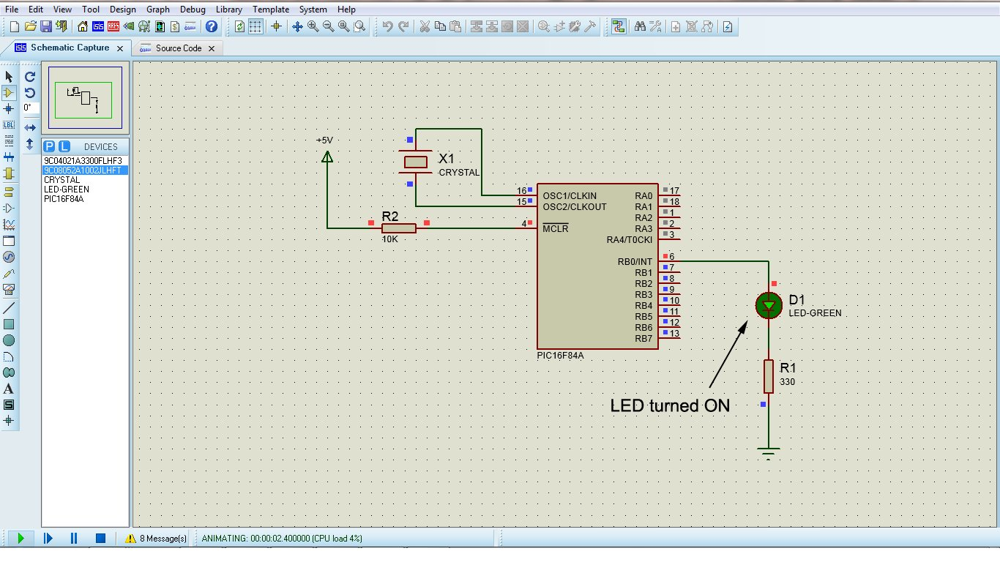 File Edit View Tool Design Graph Debug Library Template System Help
Schematic Capture
Source Code
0°
P L DEVICES
9C04021A3300FLHF3
9C08052A1002JLHFT
CRYSTAL
LED-GREEN
PIC16F84A
LBL
A
S
+5V
X1
CRYSTAL
R2
10K
16 OSC1/CLKIN
15 OSC2/CLKOUT
4 MCLR
RA0 17
RA1 18
RA2 1
RA3 2
RA4/T0CKI 3
RB0/INT 6
RB1 7
RB2 8
RB3 9
RB4 10
RB5 11
RB6 12
RB7 13
PIC16F84A
D1
LED-GREEN
R1
330
LED turned ON
8 Message(s)
ANIMATING: 00:00:02.400000 (CPU load 4%)